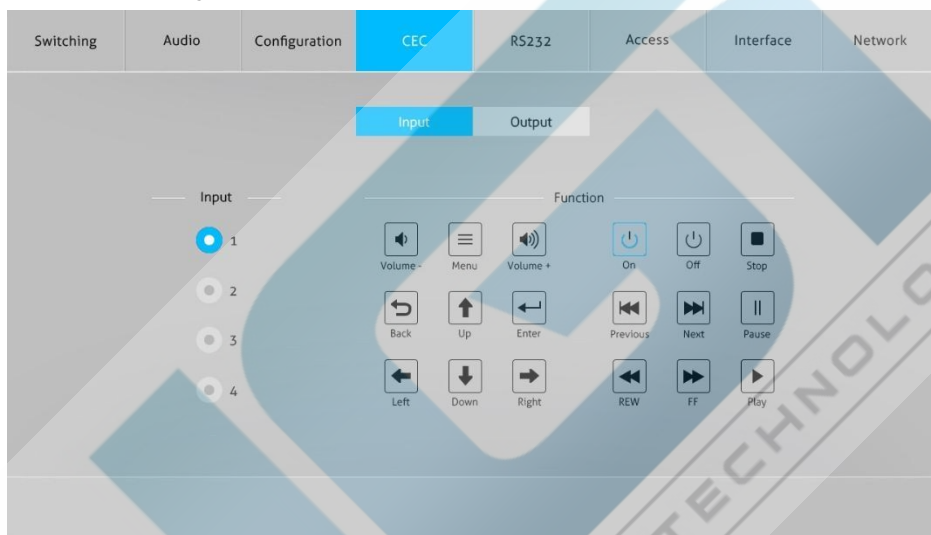 Switching Audio Configuration CEC RS232 Access Interface Network
Input Output
Input
1
2
3
4
Function
Volume - Menu Volume + On Off Stop
Back Up Enter Previous Next Pause
Left Down Right REW FF Play
TECHNOLO